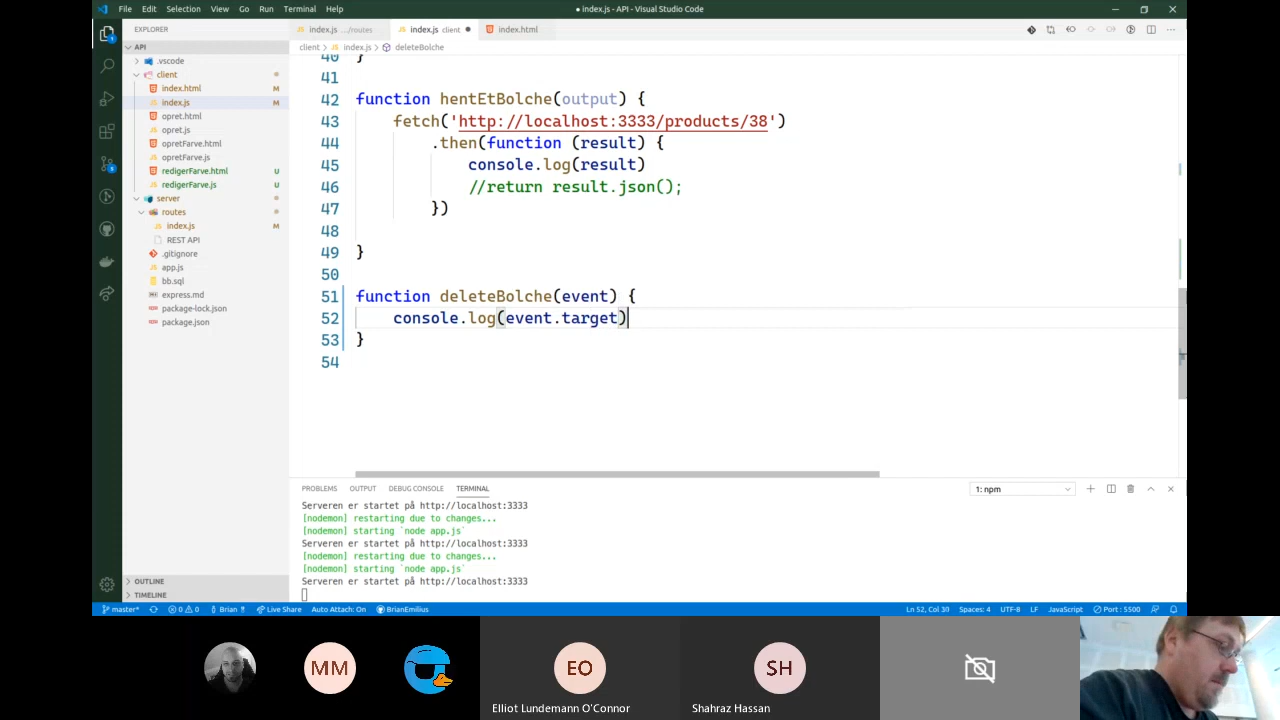 File Edit Selection View Go Run Terminal Help
● index.js - API - Visual Studio Code
EXPLORER
API
.vscode
client
index.html M
index.js M
opret.html
opret.js
opretFarve.html
opretFarve.js
redigerFarve.html U
redigerFarve.js U
server
routes
index.js M
REST API
.gitignore
app.js
bb.sql
express.md
package-lock.json
package.json
OUTLINE
TIMELINE
index.js .../routes index.js client ● index.html
client > index.js > deleteBolche
40 }
41
42 function hentEtBolche(output) {
43 fetch('http://localhost:3333/products/38')
44 .then(function (result) {
45 console.log(result)
46 //return result.json();
47 })
48
49 }
50
51 function deleteBolche(event) {
52 console.log(event.target)
53 }
54
PROBLEMS OUTPUT DEBUG CONSOLE TERMINAL
1: npm
Serveren er startet på http://localhost:3333
[nodemon] restarting due to changes...
[nodemon] starting `node app.js`
Serveren er startet på http://localhost:3333
[nodemon] restarting due to changes...
[nodemon] starting `node app.js`
Serveren er startet på http://localhost:3333
master* 0 0 Brian Live Share Auto Attach: On BrianEmilius
Ln 52, Col 30 Spaces: 4 UTF-8 LF JavaScript Port : 5500
MM
EO
SH
Elliot Lundemann O'Connor
Shahraz Hassan